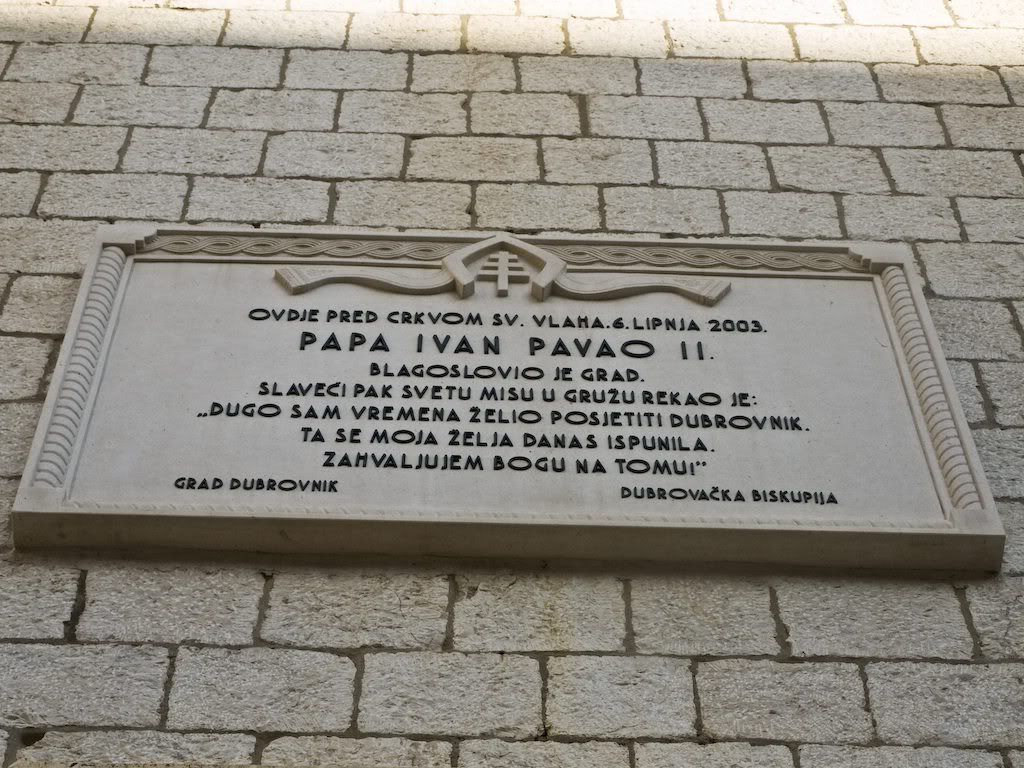 OVDJE PRED CRKVOM SV. VLAHA.6.LIPNJA 2003.
PAPA IVAN PAVAO II.
BLAGOSLOVIO JE GRAD.
SLAVEĆI PAK SVETU MISU U GRUŽU REKAO JE:
„DUGO SAM VREMENA ŽELIO POSJETITI DUBROVNIK.
TA SE MOJA ŽELJA DANAS ISPUNILA.
ZAHVALJUJEM BOGU NA TOMU!”
GRAD DUBROVNIK
DUBROVAČKA BISKUPIJA